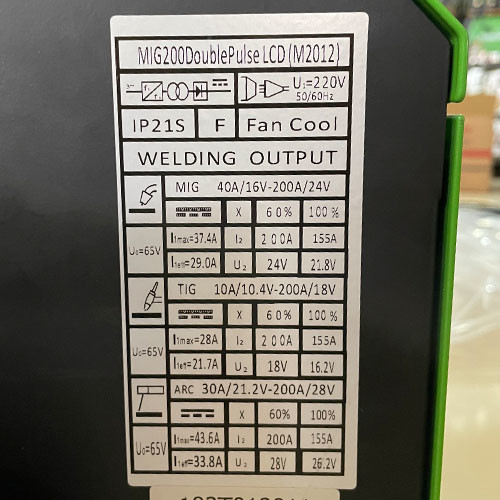 MIG200DoublePulse LCD (M2012)
U₁=220V
50/60Hz
IP21S F Fan Cool
WELDING OUTPUT
MIG 40A/16V-200A/24V
X 60% 100%
U₀=65V
I1max=37.4A I₂ 200A 155A
I1eff=29.0A U₂ 24V 21.8V
TIG 10A/10.4V-200A/18V
X 60% 100%
U₀=65V
I1max=28A I₂ 200A 155A
I1eff=21.7A U₂ 18V 16.2V
ARC 30A/21.2V-200A/28V
X 60% 100%
U₀=65V
I1max=43.6A I₂ 200A 155A
I1eff=33.8A U₂ 28V 26.2V